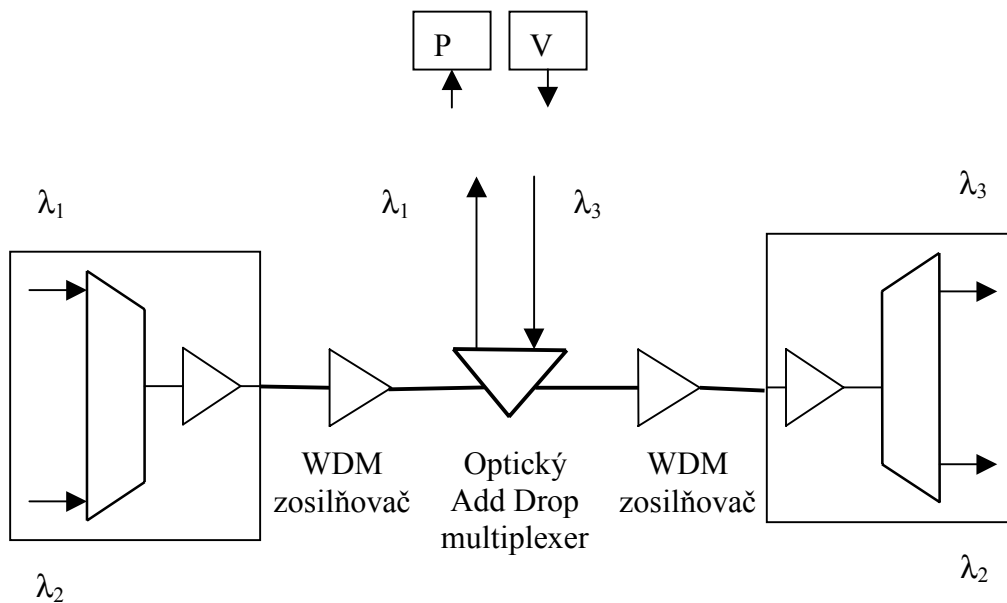 P
V
λ₁
λ₁
λ₃
λ₃
WDM
zosilňovač
Optický
Add Drop
multiplexer
WDM
zosilňovač
λ₂
λ₂